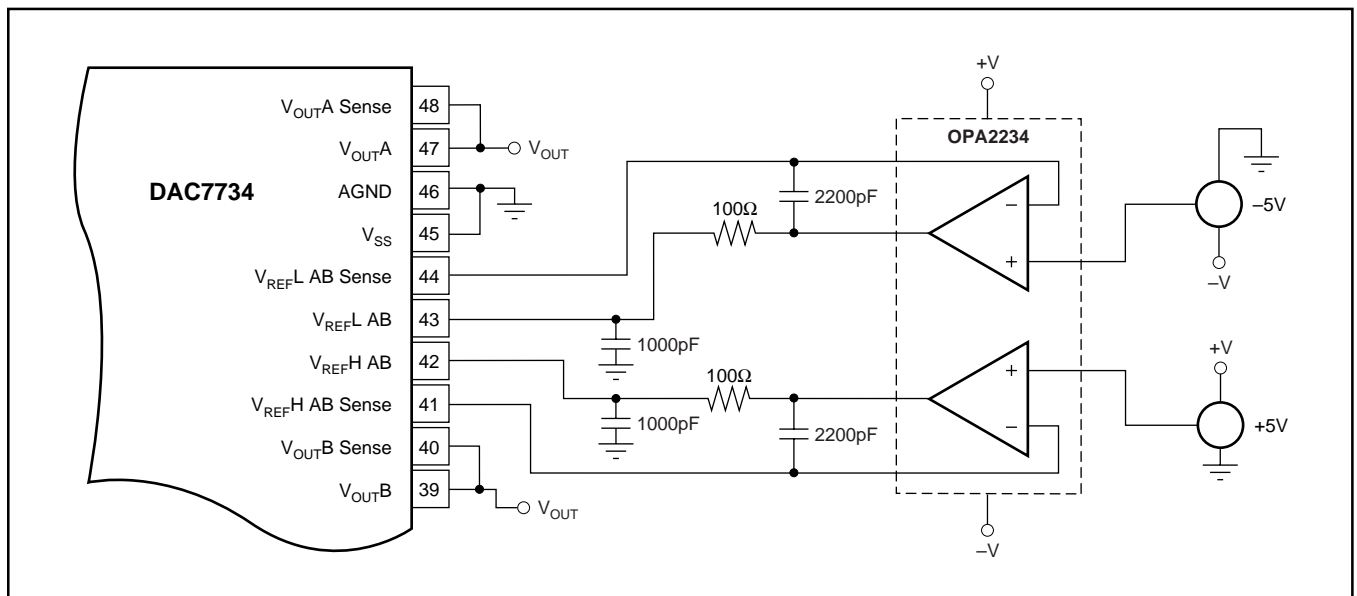 DAC7734
V_OUTA Sense 48
V_OUTA 47
AGND 46
V_SS 45
V_REFL AB Sense 44
V_REFL AB 43
V_REFH AB 42
V_REFH AB Sense 41
V_OUTB Sense 40
V_OUTB 39
V_OUT
V_OUT
100Ω
2200pF
1000pF
100Ω
1000pF
2200pF
+V
OPA2234
−
+
+
−
−V
−5V
−V
+V
+5V